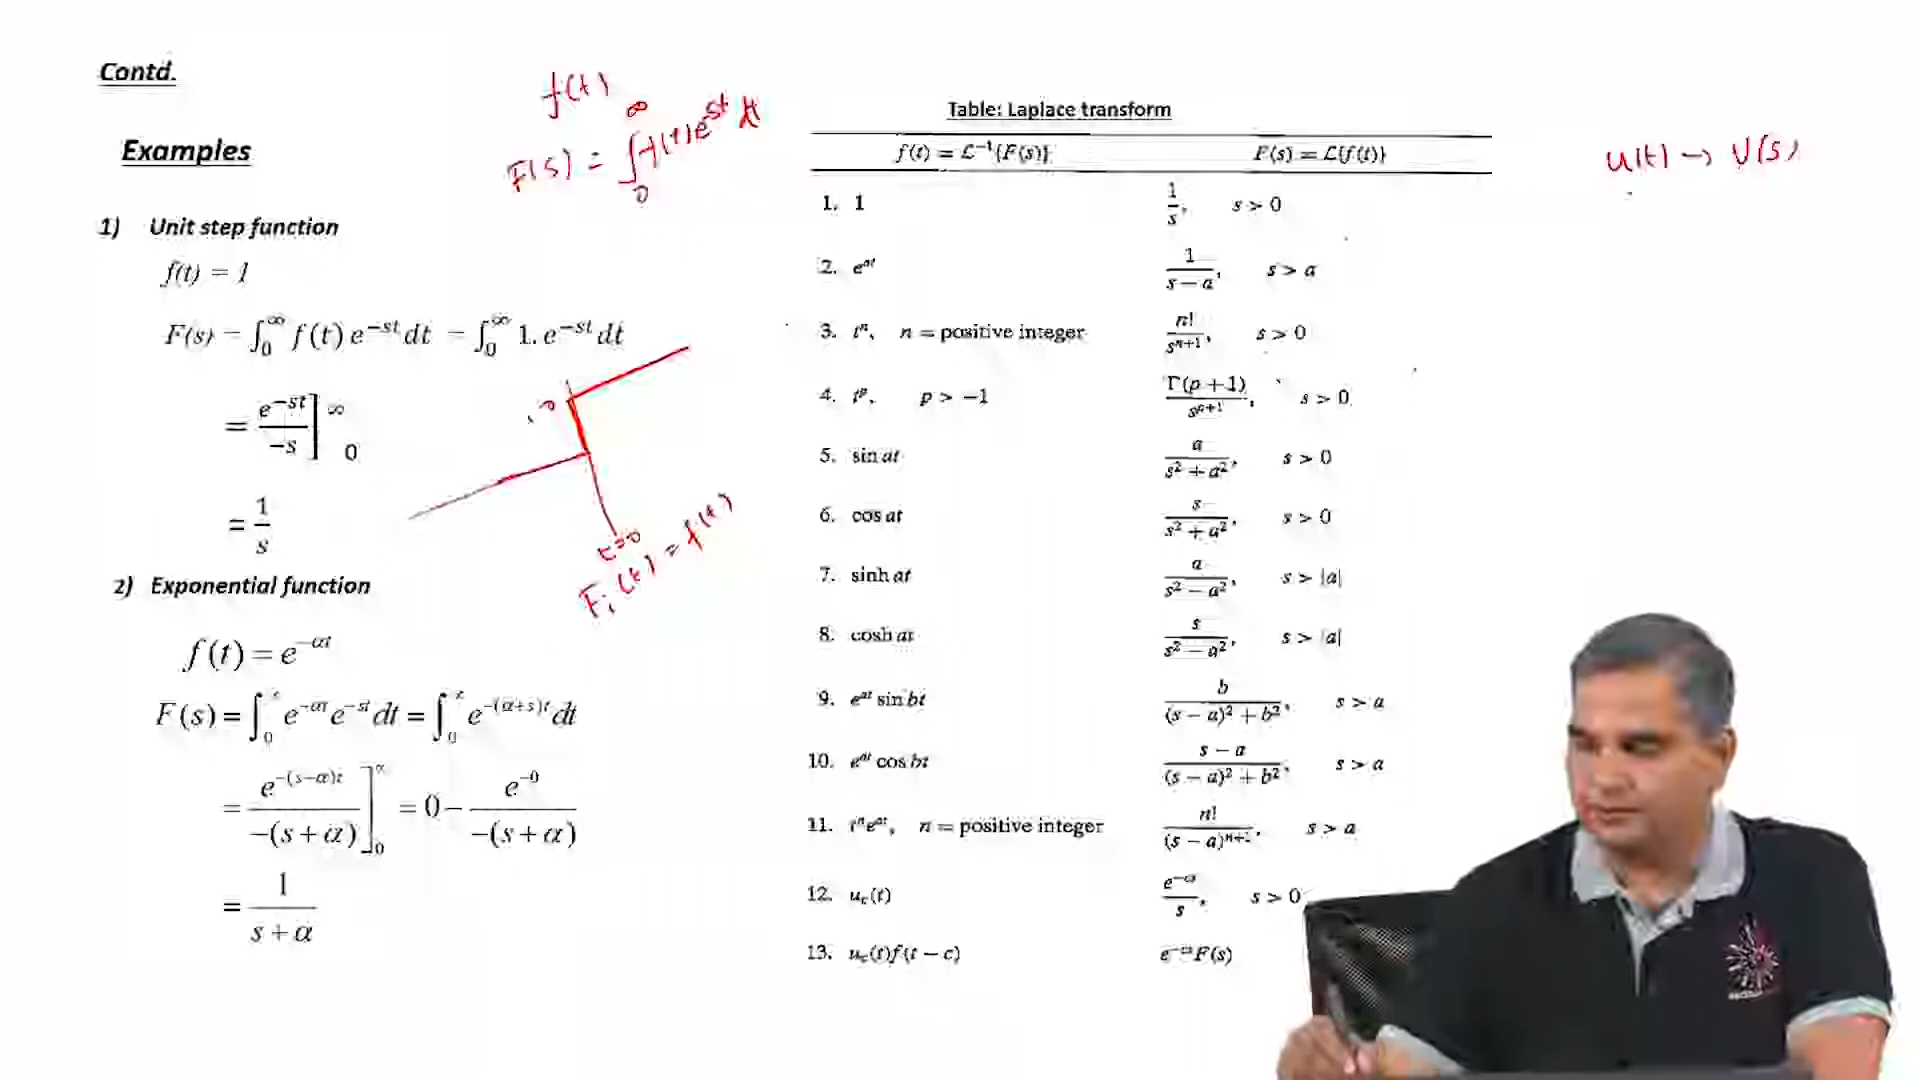 Contd.
Examples
1) Unit step function
f(t) = 1
F(s) = ∫₀^∞ f(t) e^{-st} dt = ∫₀^∞ 1. e^{-st} dt
= e^{-st}/-s ]₀^∞
= 1/s
2) Exponential function
f(t) = e^{-αt}
F(s) = ∫₀^∞ e^{-αt} e^{-st} dt = ∫₀^∞ e^{-(α+s)t} dt
= e^{-(s-α)t}/-(s+α) ]₀^∞ = 0 - e^{-0}/-(s+α)
= 1/(s+α)
f(t)
F(s) = ∫₀^∞ f(t) e^{-st} dt
t=0
Fi(t) = f(t)
Table: Laplace transform
f(t) = ℒ⁻¹{F(s)} F(s) = ℒ{f(t)}
1. 1 1/s, s > 0
2. e^{at} 1/(s - a), s > a
3. t^n, n = positive integer n!/s^{n+1}, s > 0
4. t^p, p > -1 Γ(p + 1)/s^{p+1}, s > 0
5. sin at a/(s² + a²), s > 0
6. cos at s/(s² + a²), s > 0
7. sinh at a/(s² - a²), s > |a|
8. cosh at s/(s² - a²), s > |a|
9. e^{at} sin bt b/((s - a)² + b²), s > a
10. e^{at} cos bt (s - a)/((s - a)² + b²), s > a
11. t^n e^{at}, n = positive integer n!/(s - a)^{n+1}, s > a
12. u_c(t) e^{-cs}/s, s > 0
13. u_c(t)f(t - c) e^{-cs}F(s)
u(t) → U(s)